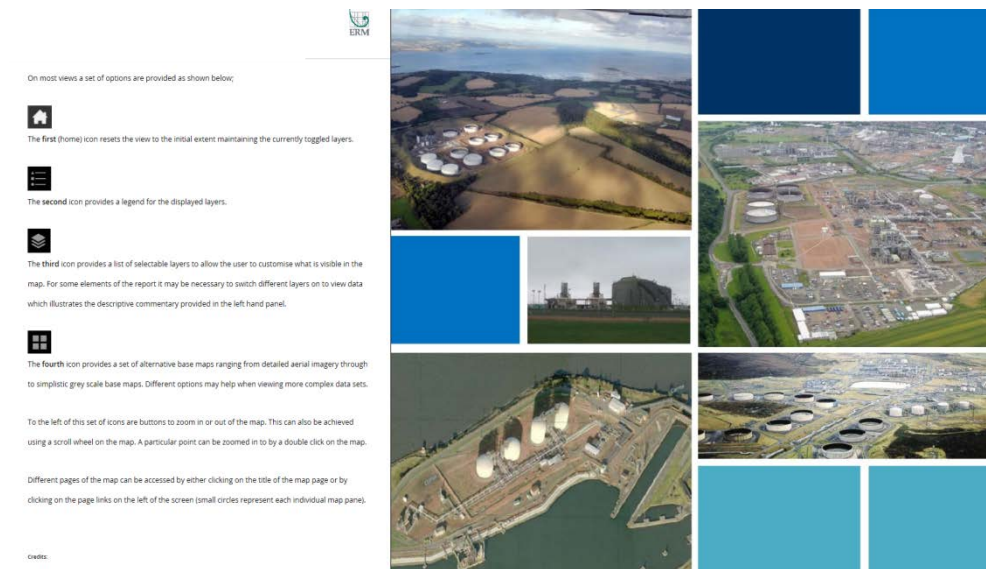 ERM
On most views a set of options are provided as shown below;
The first (home) icon resets the view to the initial extent maintaining the currently toggled layers.
The second icon provides a legend for the displayed layers.
The third icon provides a list of selectable layers to allow the user to customise what is visible in the
map. For some elements of the report it may be necessary to switch different layers on to view data
which illustrates the descriptive commentary provided in the left hand panel.
The fourth icon provides a set of alternative base maps ranging from detailed aerial imagery through
to simplistic grey scale base maps. Different options may help when viewing more complex data sets.
To the left of this set of icons are buttons to zoom in or out of the map. This can also be achieved
using a scroll wheel on the map. A particular point can be zoomed in to by a double click on the map.
Different pages of the map can be accessed by either clicking on the title of the map page or by
clicking on the page links on the left of the screen (small circles represent each individual map pane).
Credits: